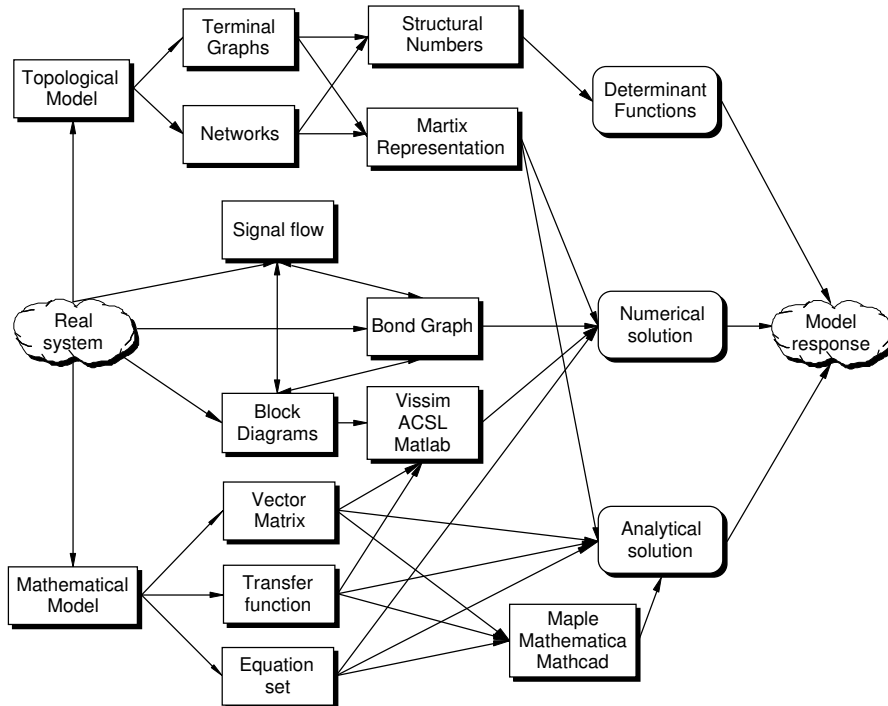 Terminal
Graphs
Structural
Numbers
Topological
Model
Determinant
Functions
Networks
Martix
Representation
Signal flow
Real
system
Bond Graph
Numerical
solution
Model
response
Block
Diagrams
Vissim
ACSL
Matlab
Vector
Matrix
Analytical
solution
Mathematical
Model
Transfer
function
Maple
Mathematica
Mathcad
Equation
set